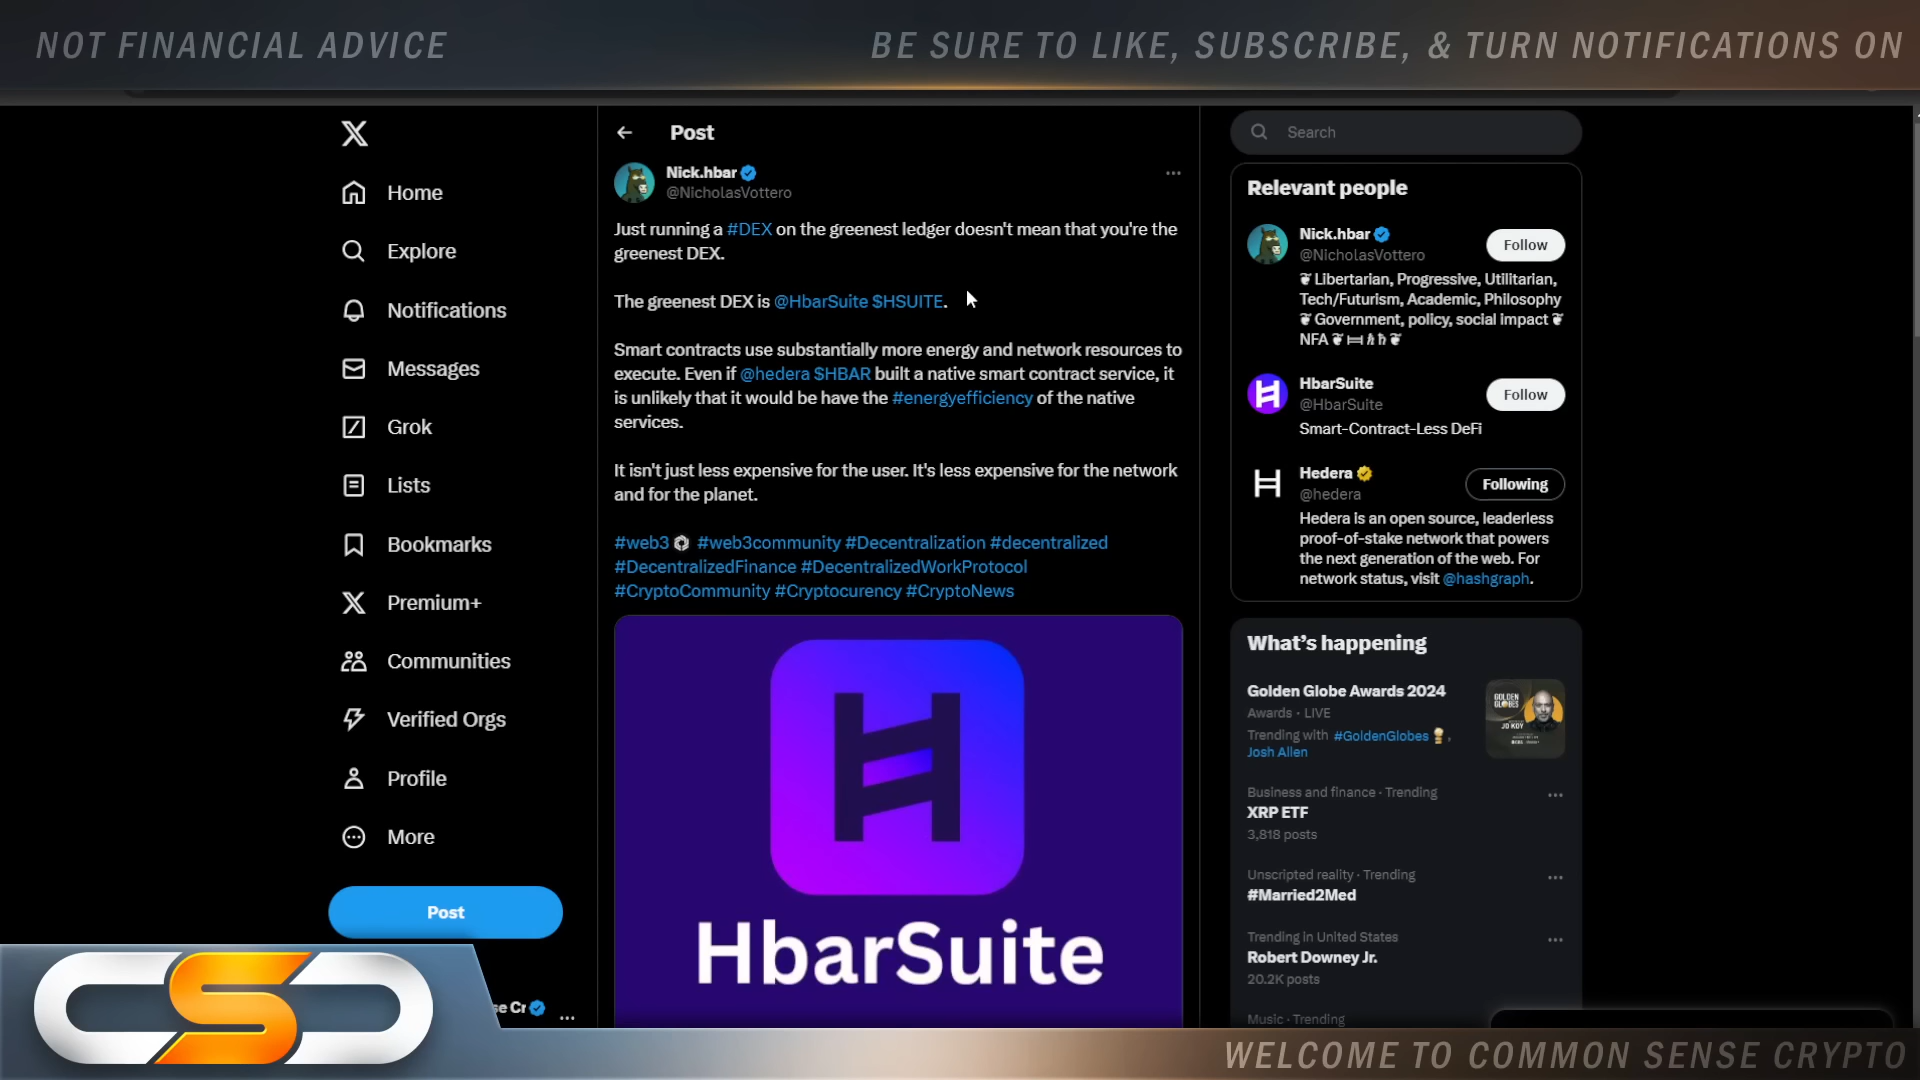 NOT FINANCIAL ADVICE
BE SURE TO LIKE, SUBSCRIBE, & TURN NOTIFICATIONS ON
Home
Explore
Notifications
Messages
Grok
Lists
Bookmarks
Premium+
Communities
Verified Orgs
Profile
More
Post
se Cr
Post
Nick.hbar
@NicholasVottero
Just running a #DEX on the greenest ledger doesn't mean that you're the
greenest DEX.
The greenest DEX is @HbarSuite $HSUITE.
Smart contracts use substantially more energy and network resources to
execute. Even if @hedera $HBAR built a native smart contract service, it
is unlikely that it would be have the #energyefficiency of the native
services.
It isn't just less expensive for the user. It's less expensive for the network
and for the planet.
#web3 #web3community #Decentralization #decentralized
#DecentralizedFinance #DecentralizedWorkProtocol
#CryptoCommunity #Cryptocurency #CryptoNews
HbarSuite
Search
Relevant people
Nick.hbar
@NicholasVottero
Follow
Libertarian, Progressive, Utilitarian,
Tech/Futurism, Academic, Philosophy
Government, policy, social impact
NFA
HbarSuite
@HbarSuite
Follow
Smart-Contract-Less DeFi
Hedera
@hedera
Following
Hedera is an open source, leaderless
proof-of-stake network that powers
the next generation of the web. For
network status, visit @hashgraph.
What's happening
Golden Globe Awards 2024
Awards · LIVE
Trending with #GoldenGlobes,
Josh Allen
GOLDEN
GLOBES
JO KOY
Business and finance · Trending
XRP ETF
3,818 posts
Unscripted reality · Trending
#Married2Med
Trending in United States
Robert Downey Jr.
20.2K posts
Music · Trending
CSC
WELCOME TO COMMON SENSE CRYPTO